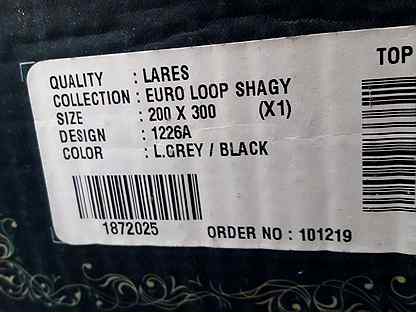 TOP
QUALITY : LARES
COLLECTION : EURO LOOP SHAGY
SIZE : 200 X 300 (X1)
DESIGN : 1226A
COLOR : L.GREY / BLACK
1872025
ORDER NO : 101219